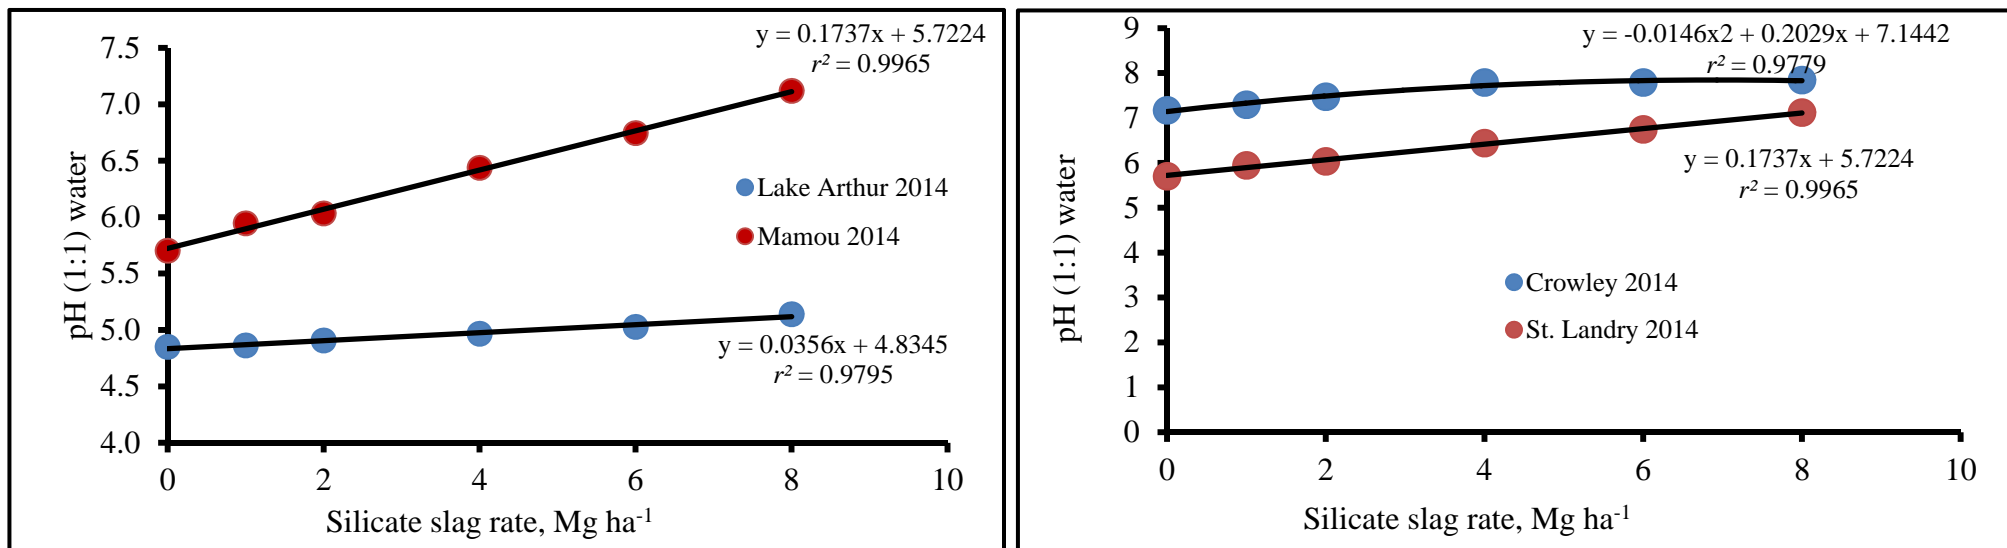 y = 0.1737x + 5.7224
r² = 0.9965
7.5
7.0
6.5
6.0
5.5
5.0
4.5
4.0
pH (1:1) water
Lake Arthur 2014
Mamou 2014
y = 0.0356x + 4.8345
r² = 0.9795
0 2 4 6 8 10
Silicate slag rate, Mg ha-1
y = -0.0146x2 + 0.2029x + 7.1442
r² = 0.9779
9
8
7
6
5
4
3
2
1
0
pH (1:1) water
y = 0.1737x + 5.7224
r² = 0.9965
Crowley 2014
St. Landry 2014
0 2 4 6 8 10
Silicate slag rate, Mg ha-1